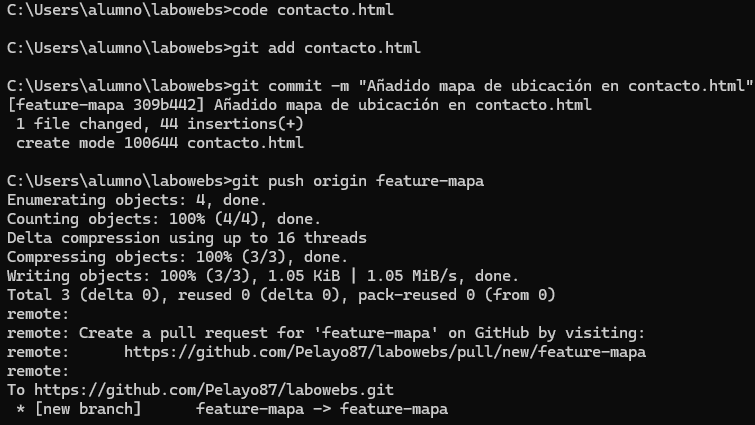 C:\Users\alumno\labowebs>code contacto.html
C:\Users\alumno\labowebs>git add contacto.html
C:\Users\alumno\labowebs>git commit -m "Añadido mapa de ubicación en contacto.html"
[feature-mapa 309b442] Añadido mapa de ubicación en contacto.html
 1 file changed, 44 insertions(+)
 create mode 100644 contacto.html
C:\Users\alumno\labowebs>git push origin feature-mapa
Enumerating objects: 4, done.
Counting objects: 100% (4/4), done.
Delta compression using up to 16 threads
Compressing objects: 100% (3/3), done.
Writing objects: 100% (3/3), 1.05 KiB | 1.05 MiB/s, done.
Total 3 (delta 0), reused 0 (delta 0), pack-reused 0 (from 0)
remote:
remote: Create a pull request for 'feature-mapa' on GitHub by visiting:
remote:      https://github.com/Pelayo87/labowebs/pull/new/feature-mapa
remote:
To https://github.com/Pelayo87/labowebs.git
 * [new branch]      feature-mapa -> feature-mapa